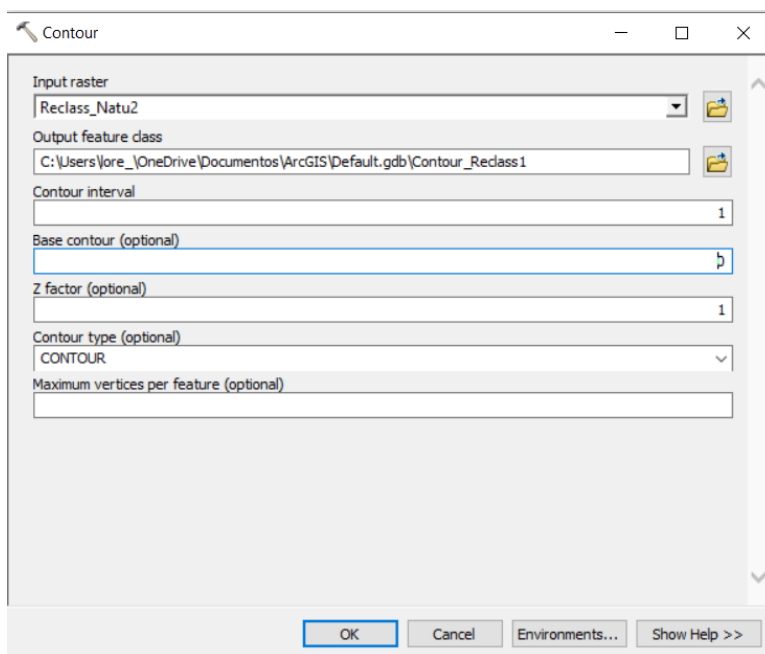 Contour
Input raster
Reclass_Natu2
Output feature class
C:\Users\lore_\OneDrive\Documentos\ArcGIS\Default.gdb\Contour_Reclass1
Contour interval
1
Base contour (optional)
0
Z factor (optional)
1
Contour type (optional)
CONTOUR
Maximum vertices per feature (optional)
OK Cancel Environments... Show Help >>